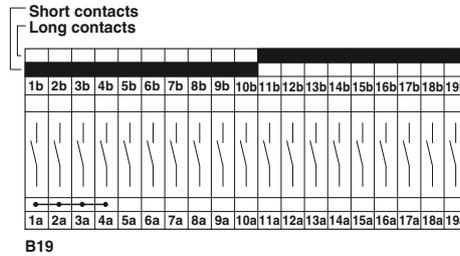 Short contacts
Long contacts
1b 2b 3b 4b 5b 6b 7b 8b 9b 10b 11b 12b 13b 14b 15b 16b 17b 18b 19
1a 2a 3a 4a 5a 6a 7a 8a 9a 10a 11a 12a 13a 14a 15a 16a 17a 18a 19a
B19